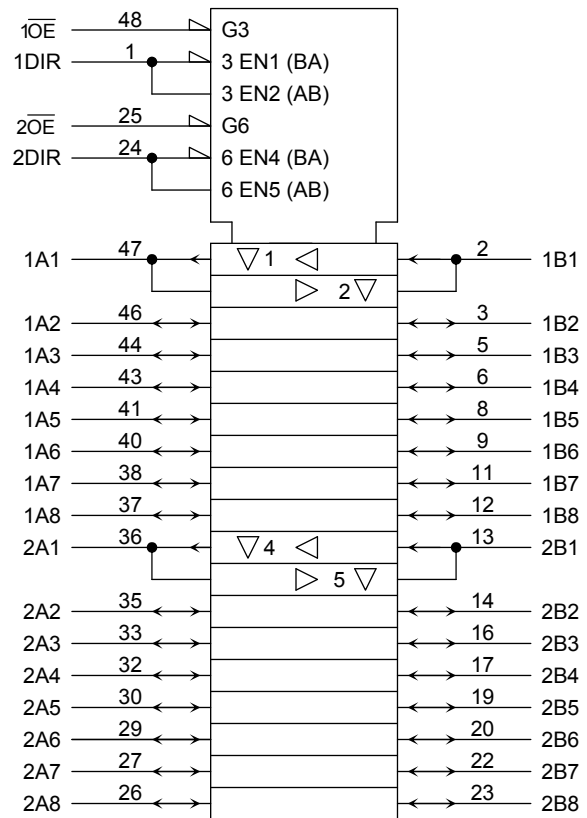 1O̅E̅ 48 G3
1DIR 1 3 EN1 (BA)
3 EN2 (AB)
2O̅E̅ 25 G6
2DIR 24 6 EN4 (BA)
6 EN5 (AB)
1A1 47 1 2 1B1
2
1A2 46 3 1B2
1A3 44 5 1B3
1A4 43 6 1B4
1A5 41 8 1B5
1A6 40 9 1B6
1A7 38 11 1B7
1A8 37 12 1B8
2A1 36 4 13 2B1
5
2A2 35 14 2B2
2A3 33 16 2B3
2A4 32 17 2B4
2A5 30 19 2B5
2A6 29 20 2B6
2A7 27 22 2B7
2A8 26 23 2B8